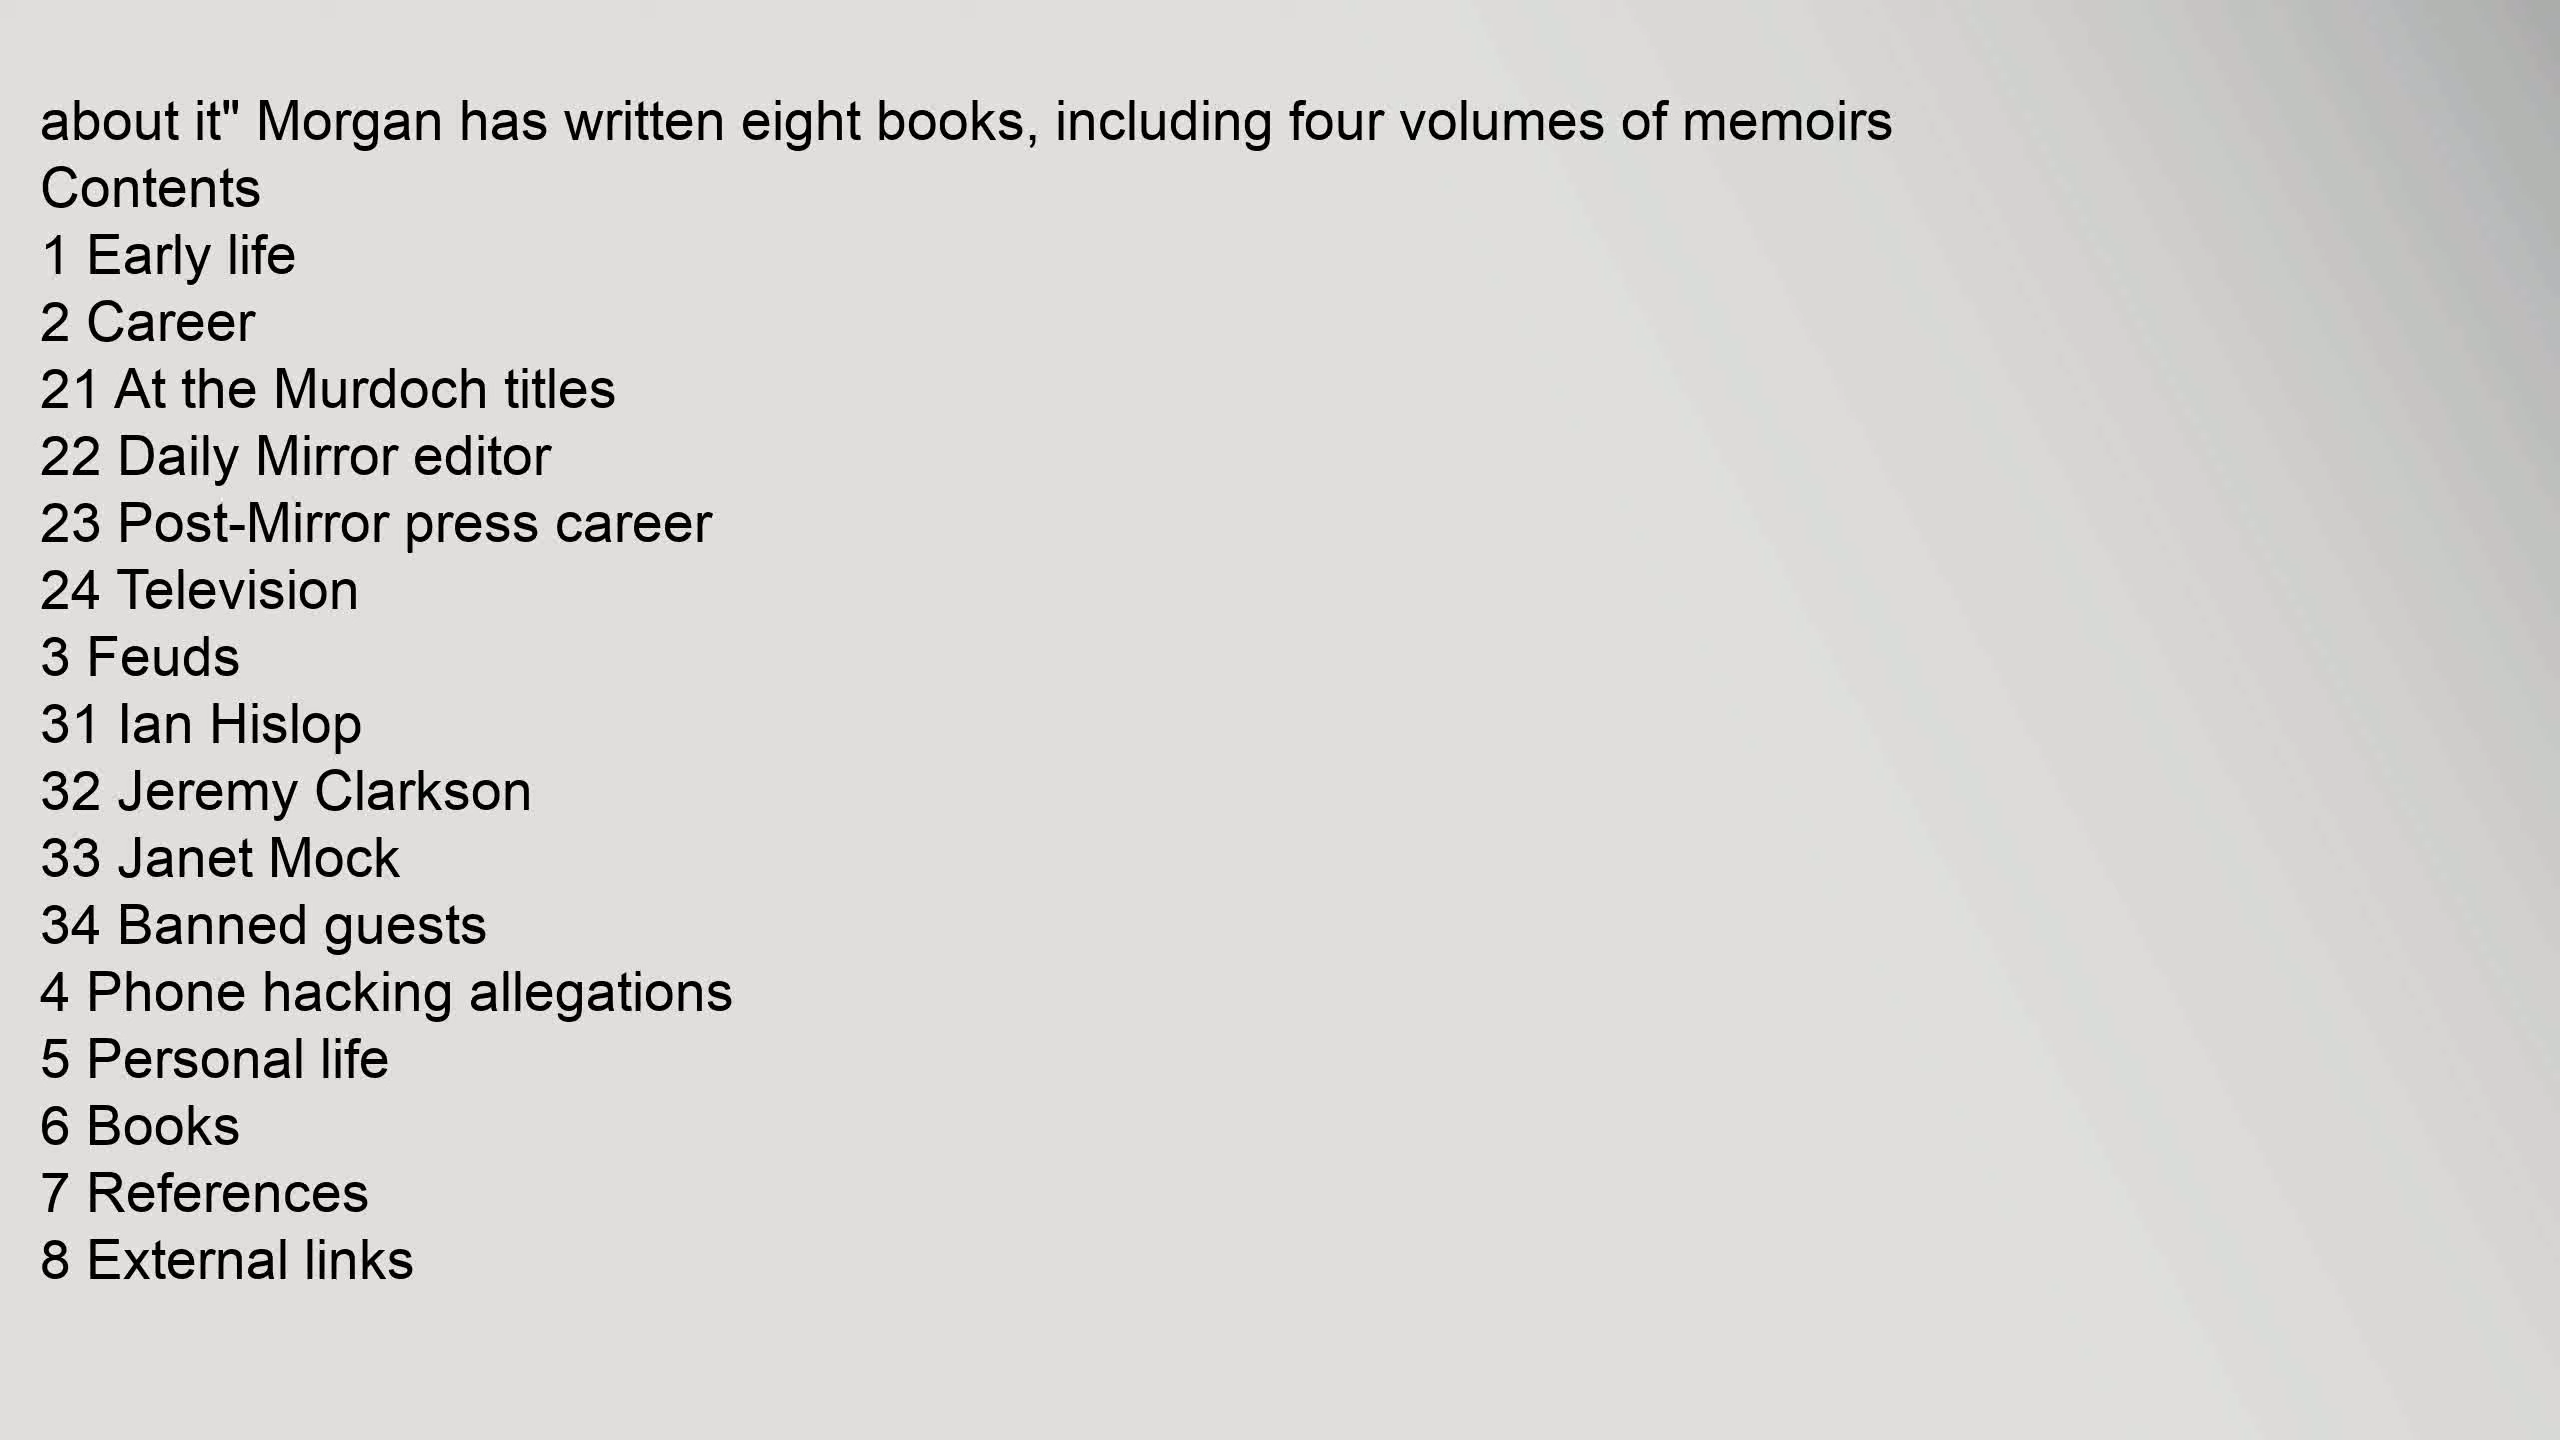 about it" Morgan has written eight books, including four volumes of memoirs
Contents
1 Early life
2 Career
21 At the Murdoch titles
22 Daily Mirror editor
23 Post-Mirror press career
24 Television
3 Feuds
31 Ian Hislop
32 Jeremy Clarkson
33 Janet Mock
34 Banned guests
4 Phone hacking allegations
5 Personal life
6 Books
7 References
8 External links